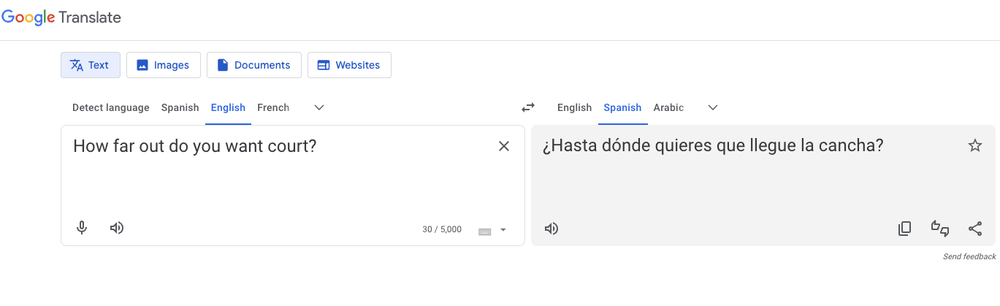 Google Translate
Text Images Documents Websites
Detect language Spanish English French English Spanish Arabic
How far out do you want court?
¿Hasta dónde quieres que llegue la cancha?
30 / 5,000
Send feedback